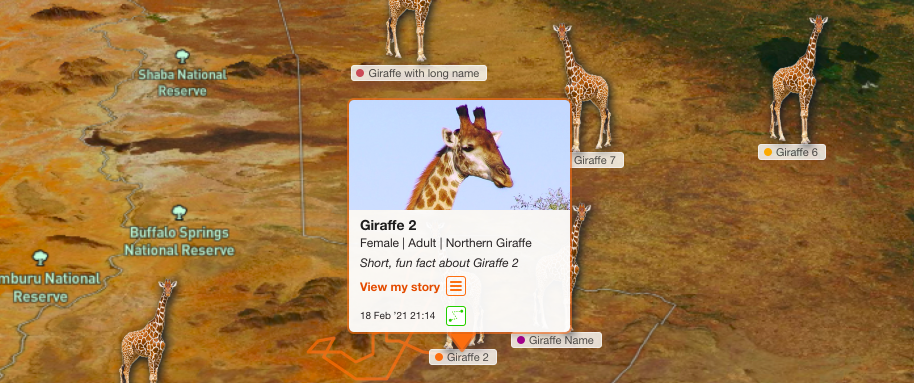 Giraffe with long name
Shaba National
Reserve
Giraffe 6
Giraffe 7
Giraffe 2
Female | Adult | Northern Giraffe
Short, fun fact about Giraffe 2
View my story
18 Feb '21 21:14
Buffalo Springs
National Reserve
mburu National
Reserve
Giraffe Name
Giraffe 2